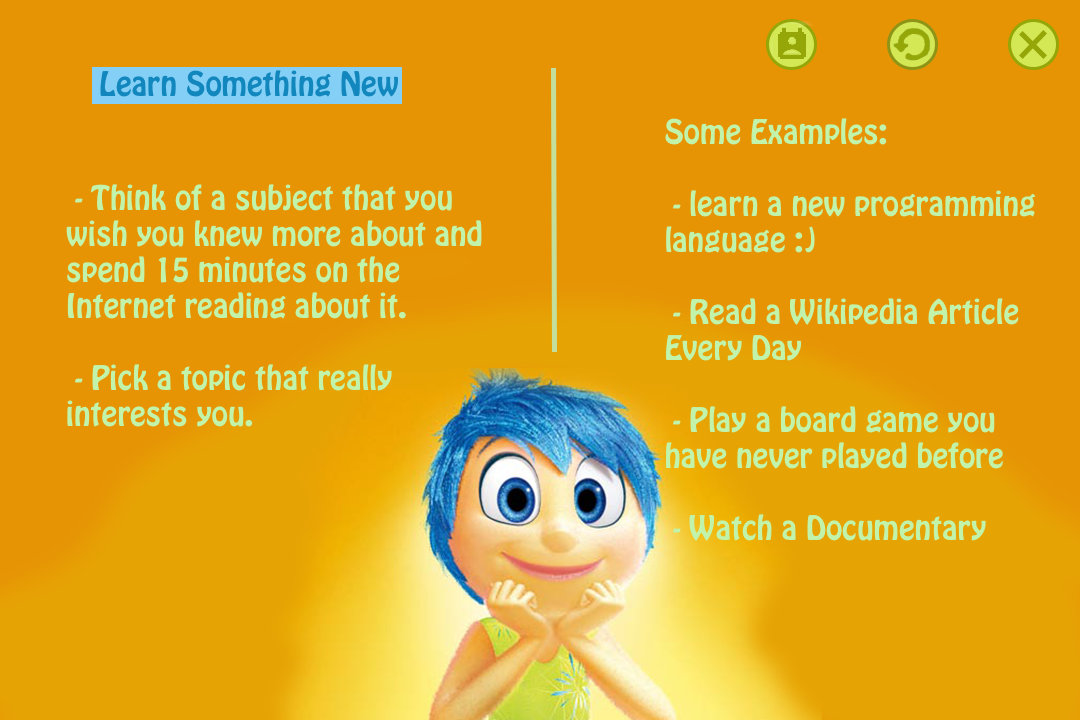 Learn Something New
- Think of a subject that you
wish you knew more about and
spend 15 minutes on the
Internet reading about it.
- Pick a topic that really
interests you.
Some Examples:
- learn a new programming
language :)
- Read a Wikipedia Article
Every Day
- Play a board game you
have never played before
- Watch a Documentary